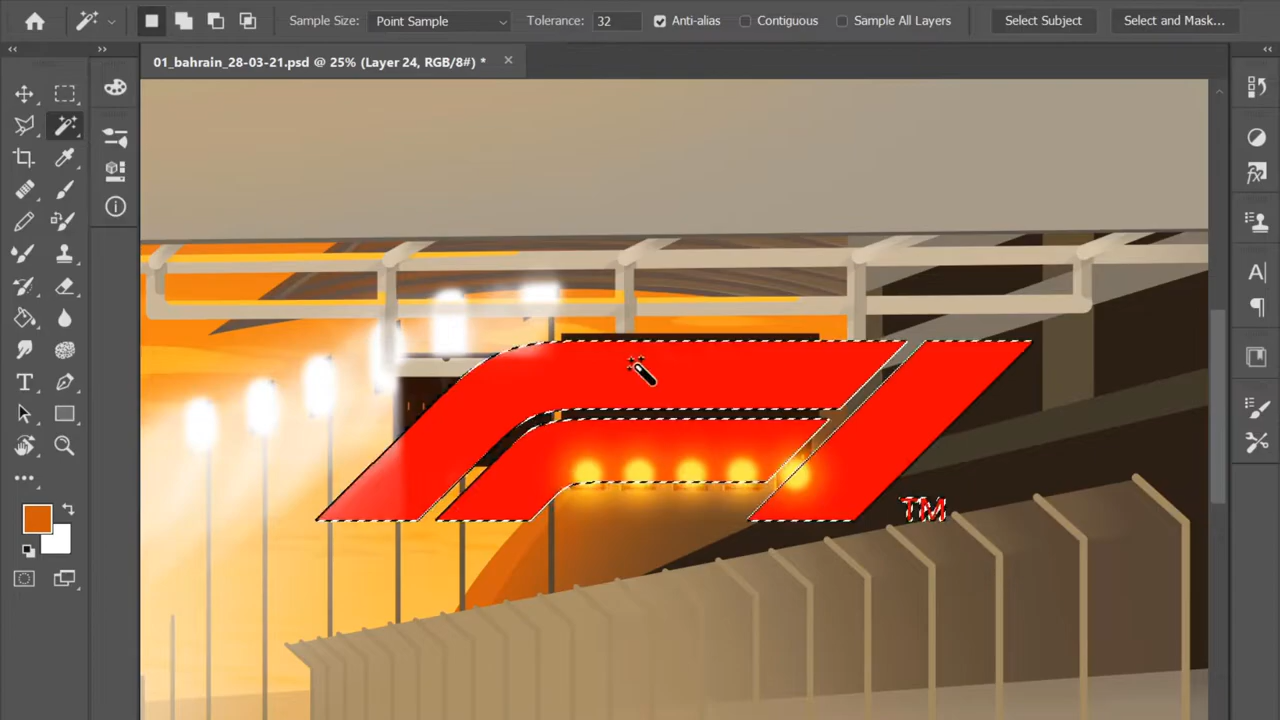 Sample Size: Point Sample Tolerance: 32 Anti-alias Contiguous Sample All Layers Select Subject Select and Mask...
01_bahrain_28-03-21.psd @ 25% (Layer 24, RGB/8#) *
TM